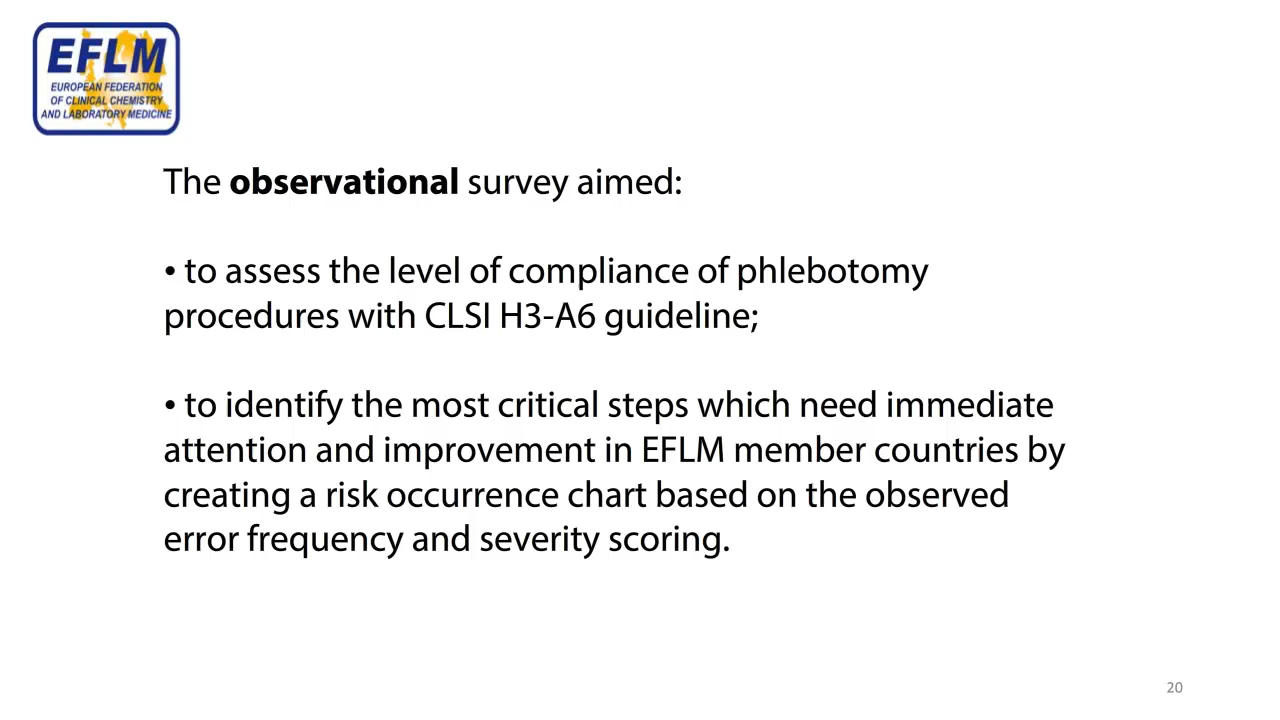 EFLM
EUROPEAN FEDERATION
OF CLINICAL CHEMISTRY
AND LABORATORY MEDICINE
The observational survey aimed:
• to assess the level of compliance of phlebotomy
procedures with CLSI H3-A6 guideline;
• to identify the most critical steps which need immediate
attention and improvement in EFLM member countries by
creating a risk occurrence chart based on the observed
error frequency and severity scoring.
20